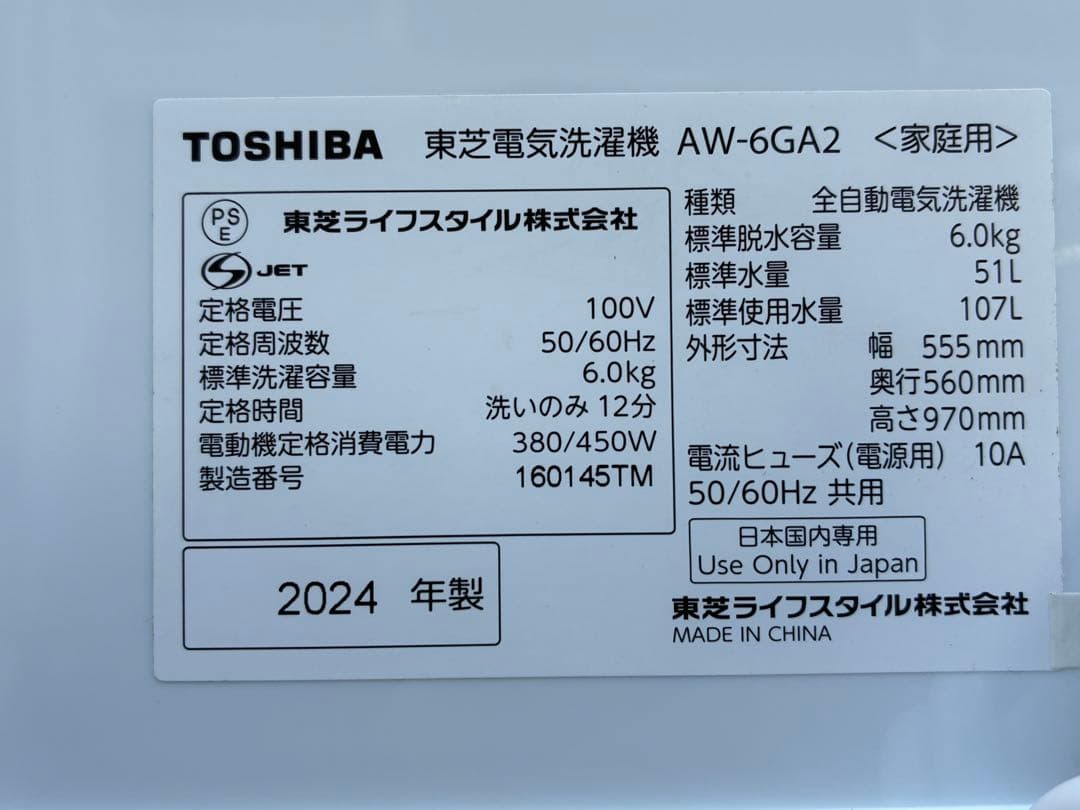 TOSHIBA 東芝電気洗濯機 AW-6GA2 <家庭用>
PSE 東芝ライフスタイル株式会社
S JET
定格電圧 100V
定格周波数 50/60Hz
標準洗濯容量 6.0kg
定格時間 洗いのみ 12分
電動機定格消費電力 380/450W
製造番号 160145TM
2024 年製
種類 全自動電気洗濯機
標準脱水容量 6.0kg
標準水量 51L
標準使用水量 107L
外形寸法 幅 555mm
奥行560mm
高さ970mm
電流ヒューズ(電源用) 10A
50/60Hz 共用
日本国内専用
Use Only in Japan
東芝ライフスタイル株式会社
MADE IN CHINA